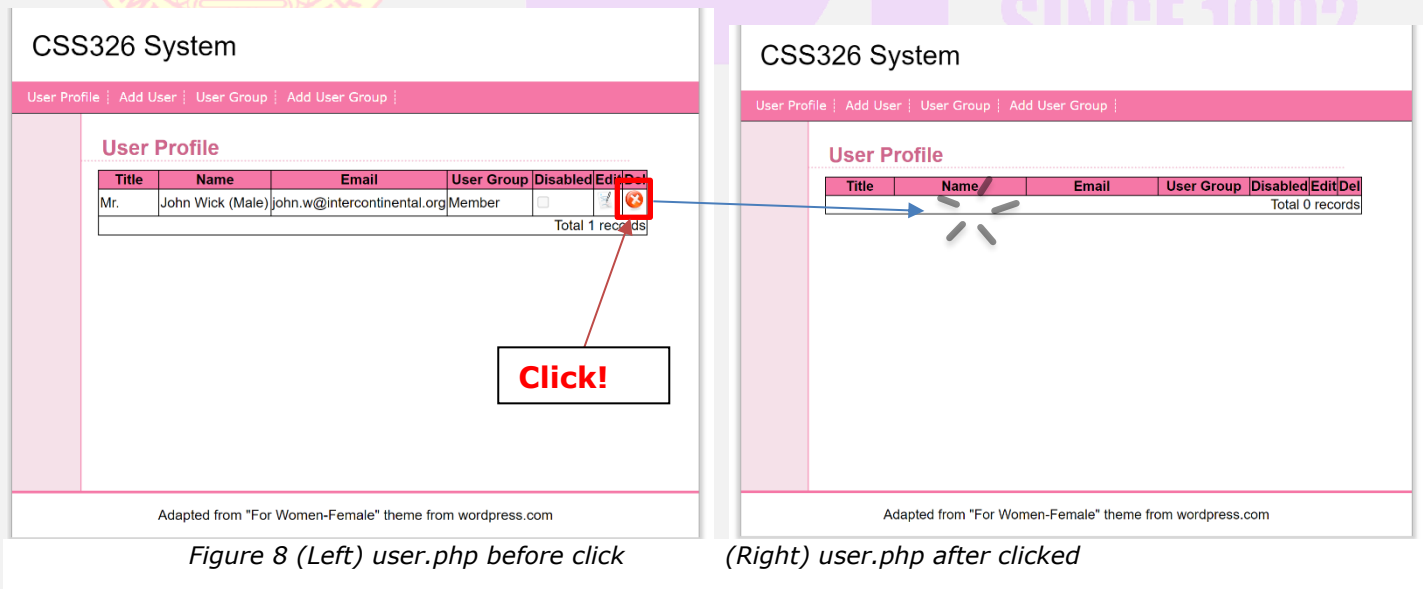 SINCE 1992
CSS326 System
User Profile Add User User Group Add User Group
User Profile
Title Name Email User Group Disabled Edit Del
Mr. John Wick (Male) john.w@intercontinental.org Member
Total 1 records
Click!
Adapted from "For Women-Female" theme from wordpress.com
CSS326 System
User Profile Add User User Group Add User Group
User Profile
Title Name Email User Group Disabled Edit Del
Total 0 records
Adapted from "For Women-Female" theme from wordpress.com
Figure 8 (Left) user.php before click (Right) user.php after clicked